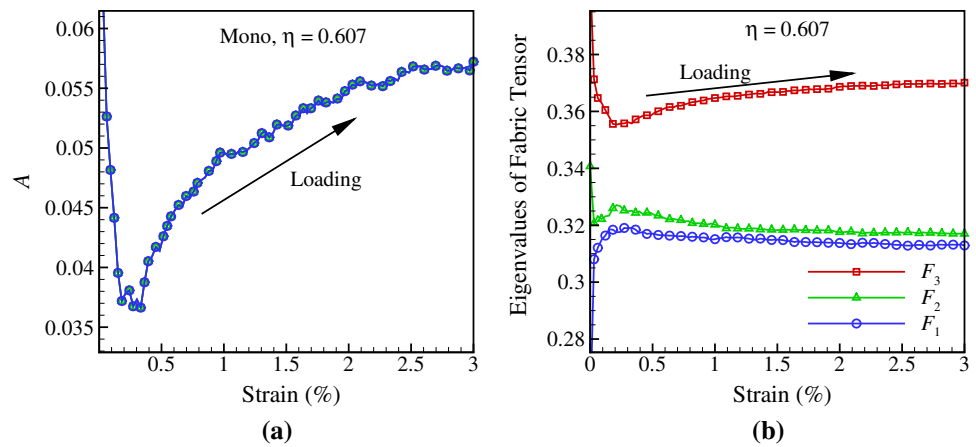 Mono, η = 0.607
Loading
A
0.06
0.055
0.05
0.045
0.04
0.035
0.5
1
1.5
2
2.5
3
Strain (%)
(a)
η = 0.607
Loading
Eigenvalues of Fabric Tensor
0.38
0.36
0.34
0.32
0.3
0.28
F3
F2
F1
0
0.5
1
1.5
2
2.5
3
Strain (%)
(b)